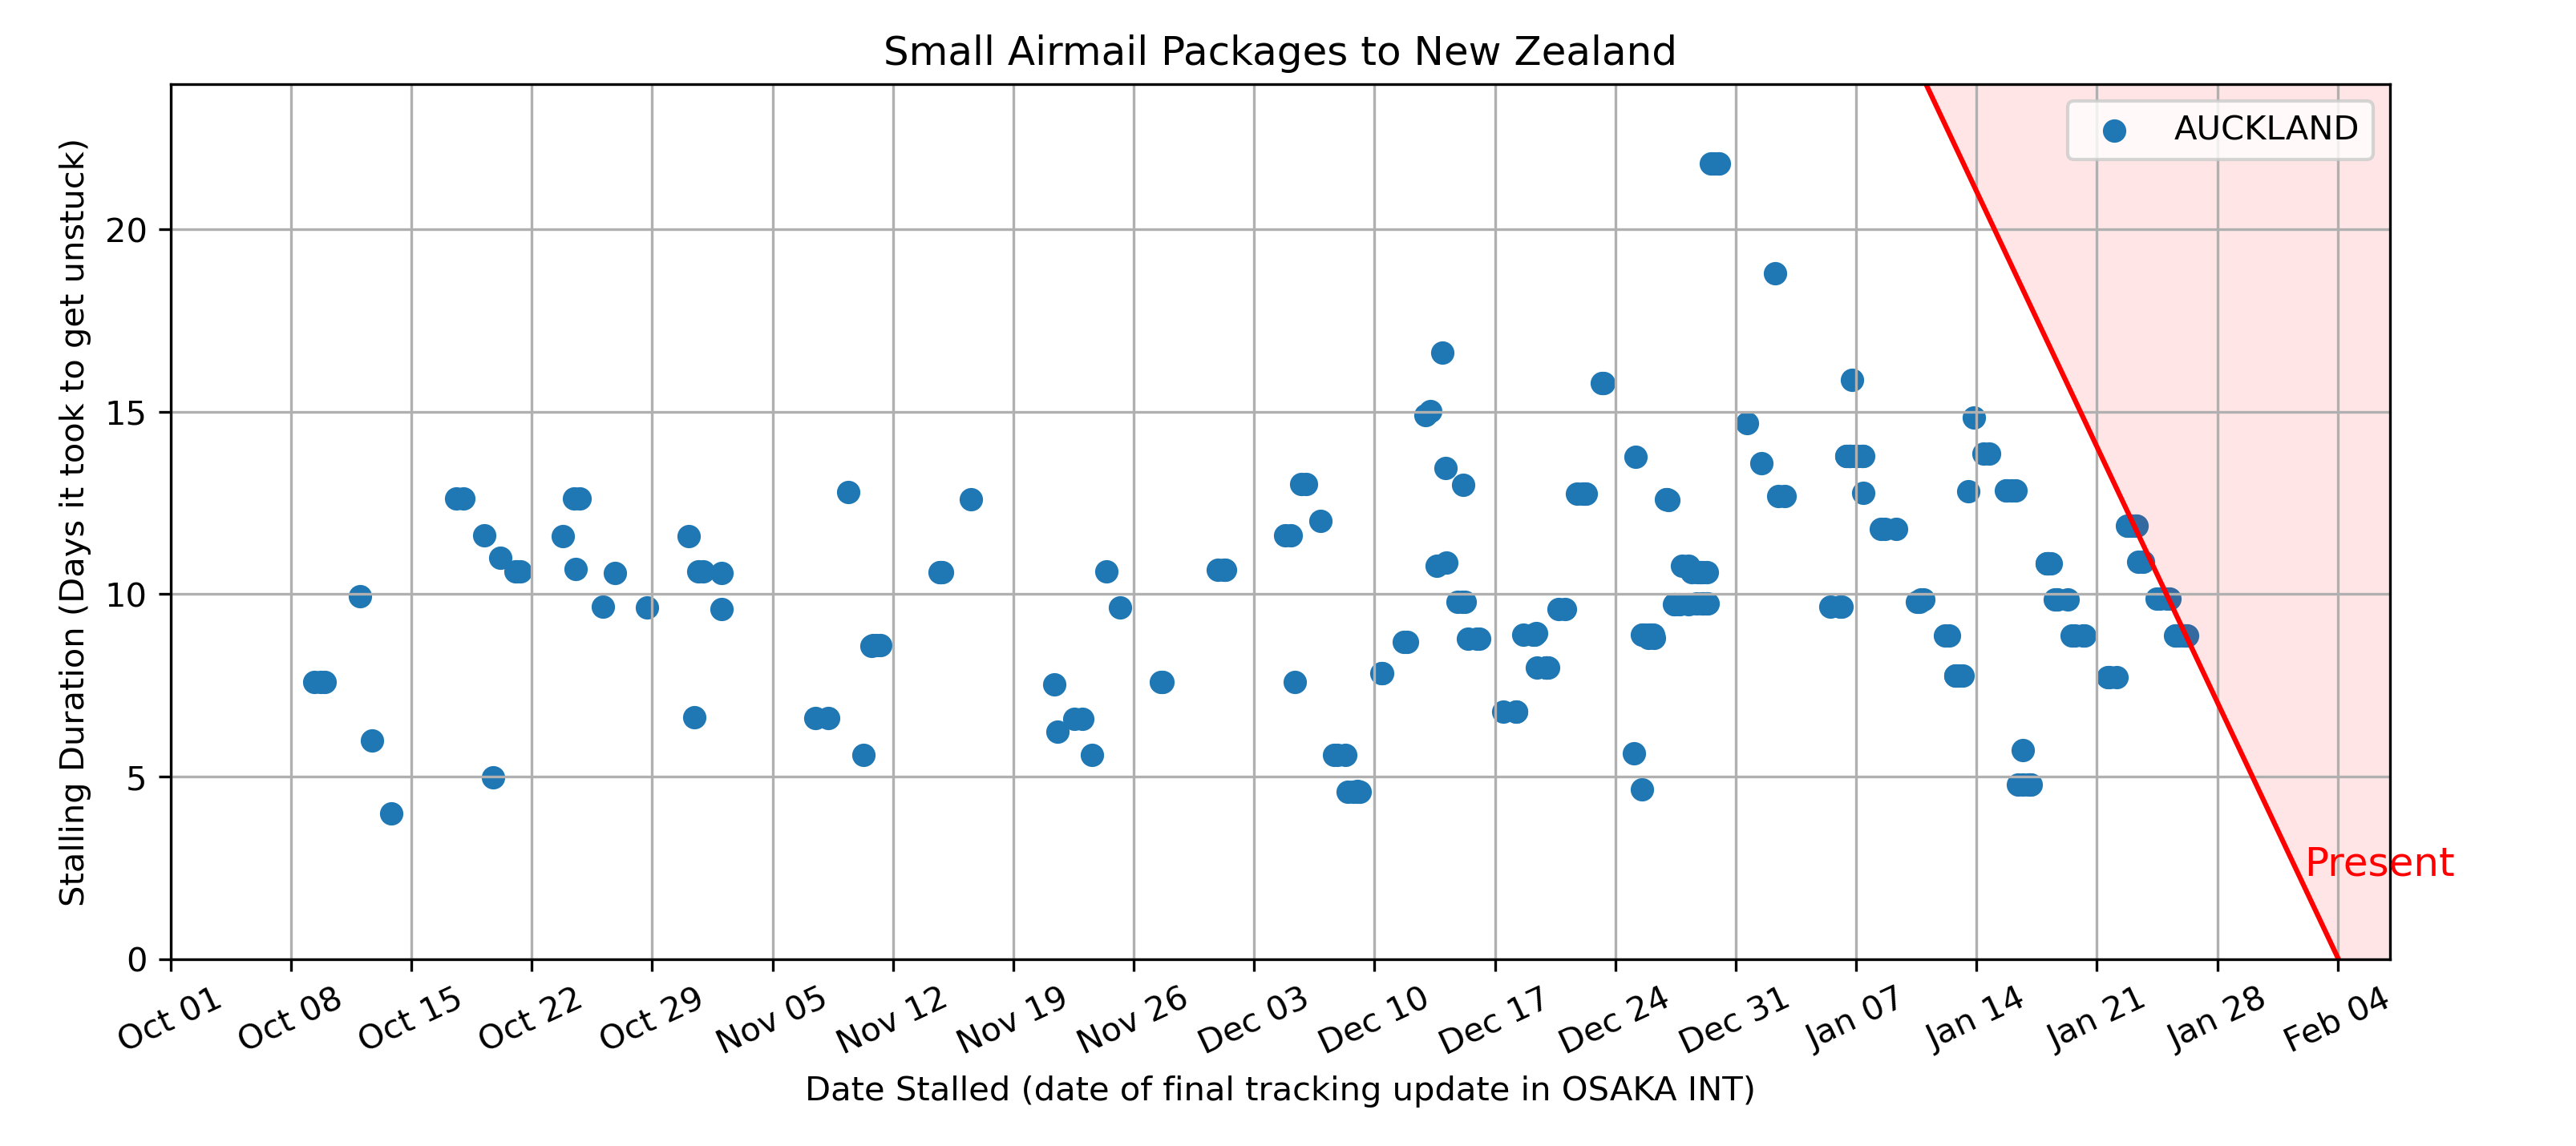 Small Airmail Packages to New Zealand
AUCKLAND
Stalling Duration (Days it took to get unstuck)
20
15
10
5
0
Present
Oct 01
Oct 08
Oct 15
Oct 22
Oct 29
Nov 05
Nov 12
Nov 19
Nov 26
Dec 03
Dec 10
Dec 17
Dec 24
Dec 31
Jan 07
Jan 14
Jan 21
Jan 28
Feb 04
Date Stalled (date of final tracking update in OSAKA INT)